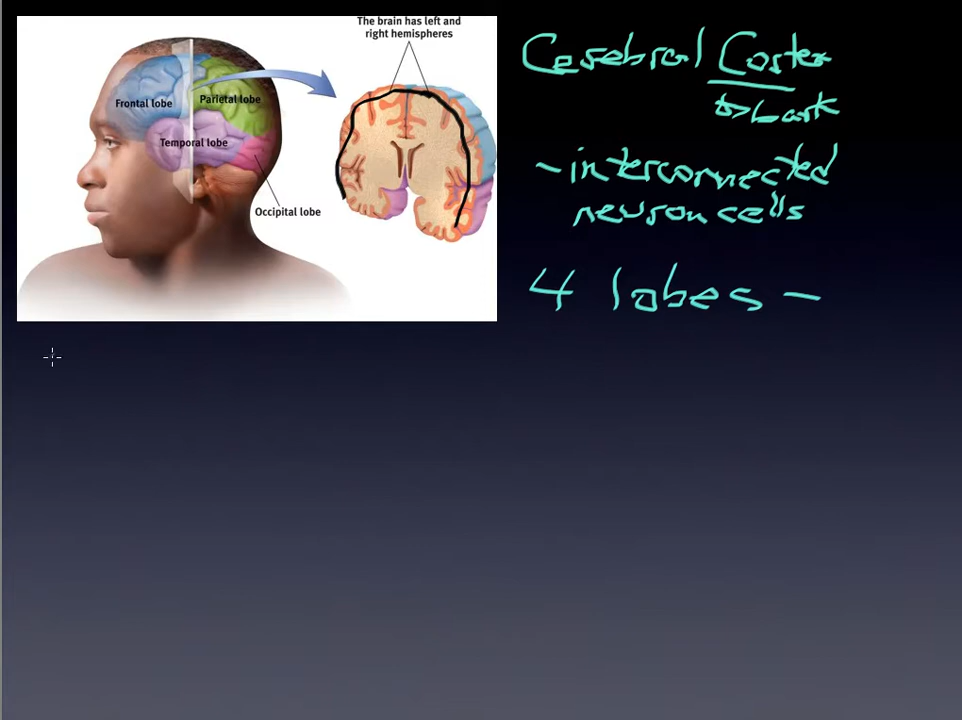 The brain has left and
right hemispheres
Frontal lobe
Parietal lobe
Temporal lobe
Occipital lobe
Cerebral Cortex
↳ bark
- interconnected
neuron cells
4 lobes -